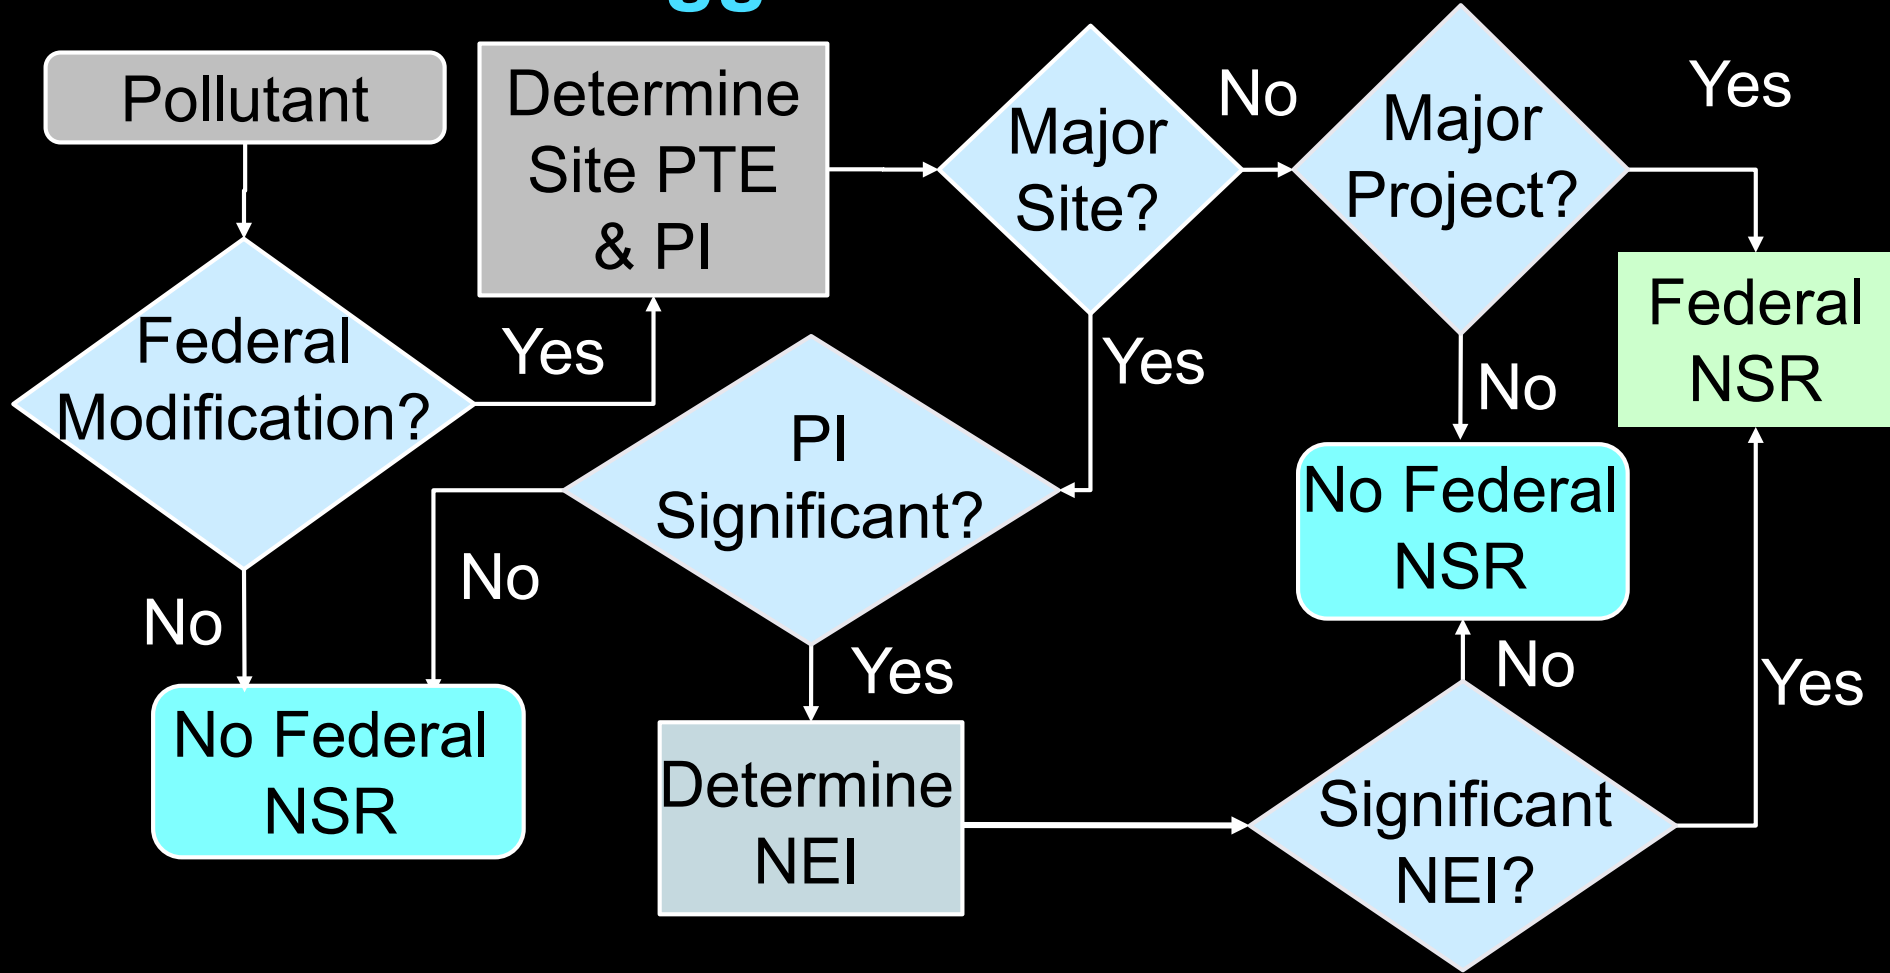 Pollutant
Federal
Modification?
Yes
No
No Federal
NSR
Determine
Site PTE
& PI
Major
Site?
No
Yes
Major
Project?
Yes
No
Federal
NSR
PI
Significant?
No
Yes
Determine
NEI
Significant
NEI?
No
Yes
No Federal
NSR